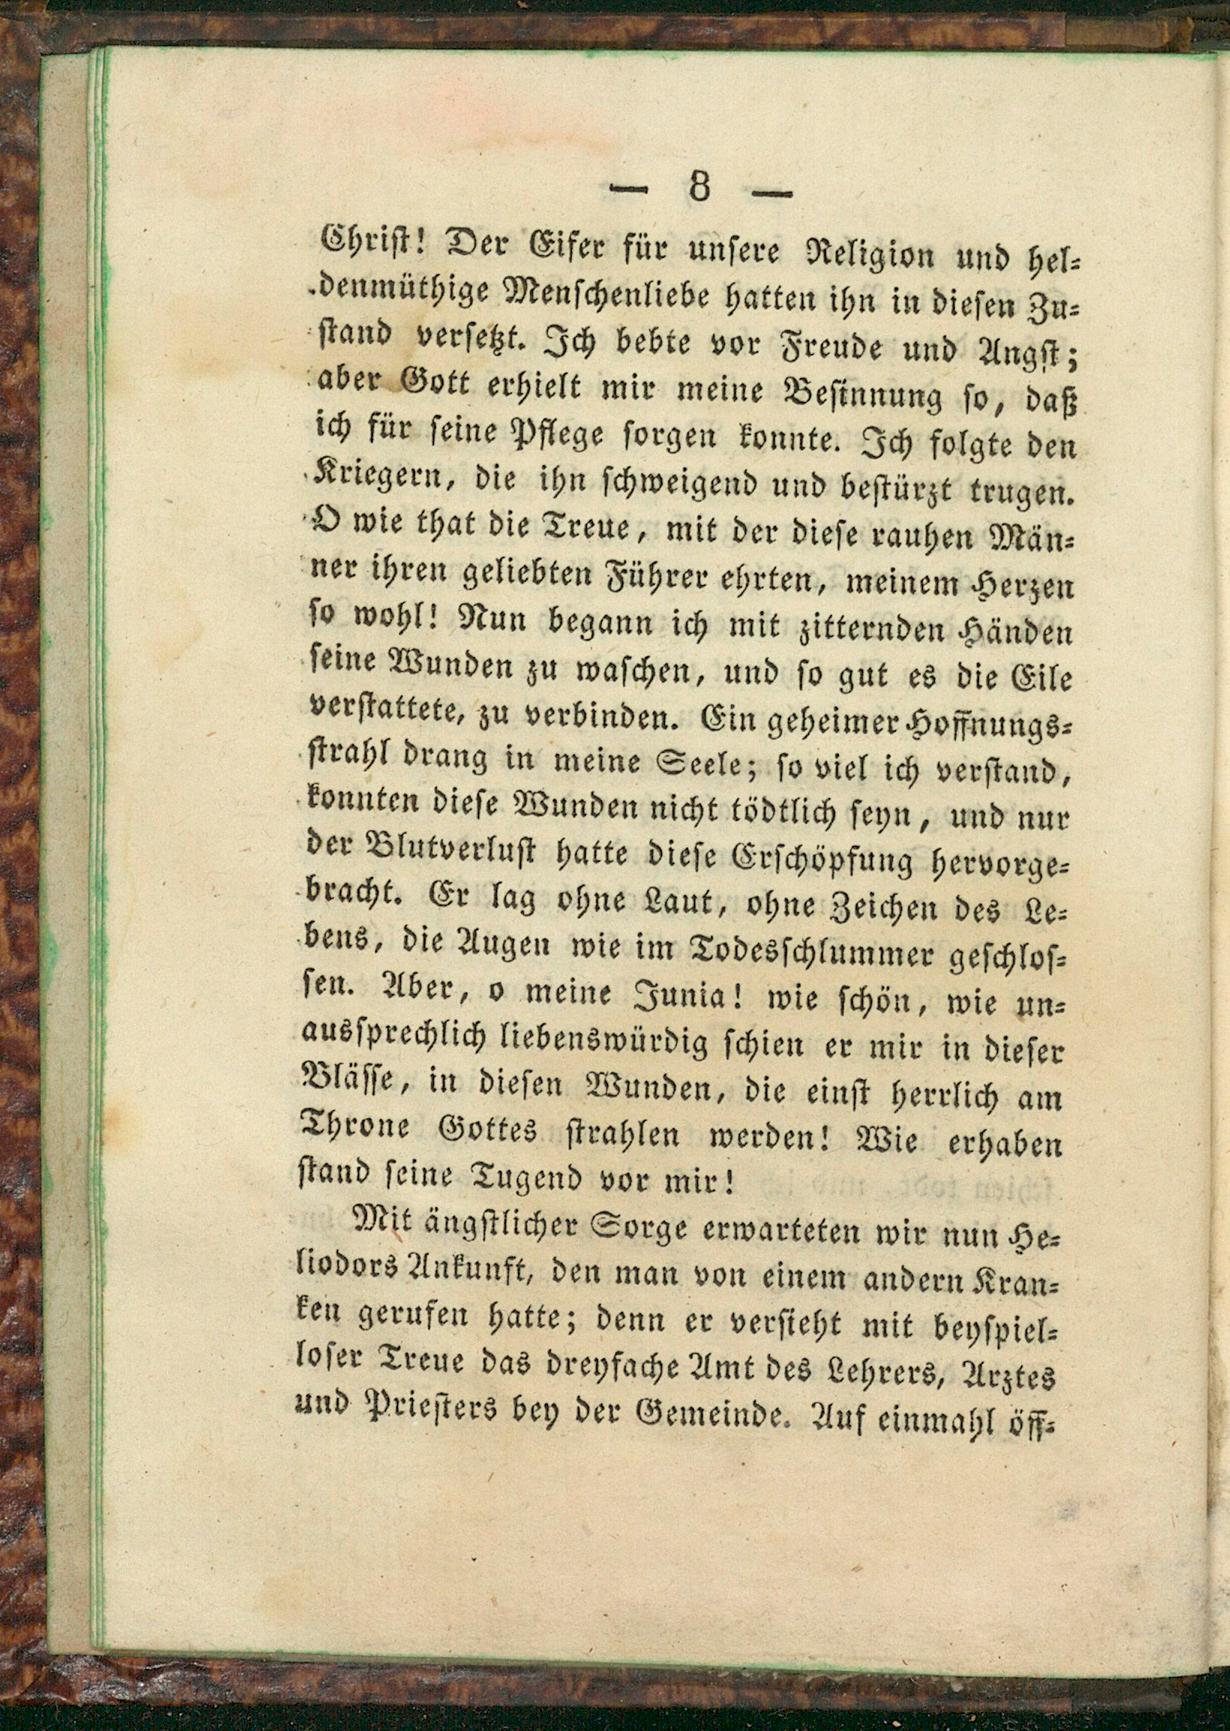 — 8 —
Christ! Der Eifer für unsere Religion und hel-
denmüthige Menschenliebe hatten ihn in diesen Zu-
stand versetzt. Ich bebte vor Freude und Angst;
aber Gott erhielt mir meine Besinnung so, daß
ich für seine Pflege sorgen konnte. Ich folgte den
Kriegern, die ihn schweigend und bestürzt trugen.
O wie that die Treue, mit der diese rauhen Män-
ner ihren geliebten Führer ehrten, meinem Herzen
so wohl! Nun begann ich mit zitternden Händen
seine Wunden zu waschen, und so gut es die Eile
verstattete, zu verbinden. Ein geheimer Hoffnungs-
strahl drang in meine Seele; so viel ich verstand,
konnten diese Wunden nicht tödtlich seyn, und nur
der Blutverlust hatte diese Erschöpfung hervorge-
bracht. Er lag ohne Laut, ohne Zeichen des Le-
bens, die Augen wie im Todesschlummer geschlos-
sen. Aber, o meine Junia! wie schön, wie un-
aussprechlich liebenswürdig schien er mir in dieser
Blässe, in diesen Wunden, die einst herrlich am
Throne Gottes strahlen werden! Wie erhaben
stand seine Tugend vor mir!
Mit ängstlicher Sorge erwarteten wir nun He-
liodors Ankunft, den man von einem andern Kran-
ken gerufen hatte; denn er versieht mit beyspiel-
loser Treue das dreyfache Amt des Lehrers, Arztes
und Priesters bey der Gemeinde. Auf einmahl öff-